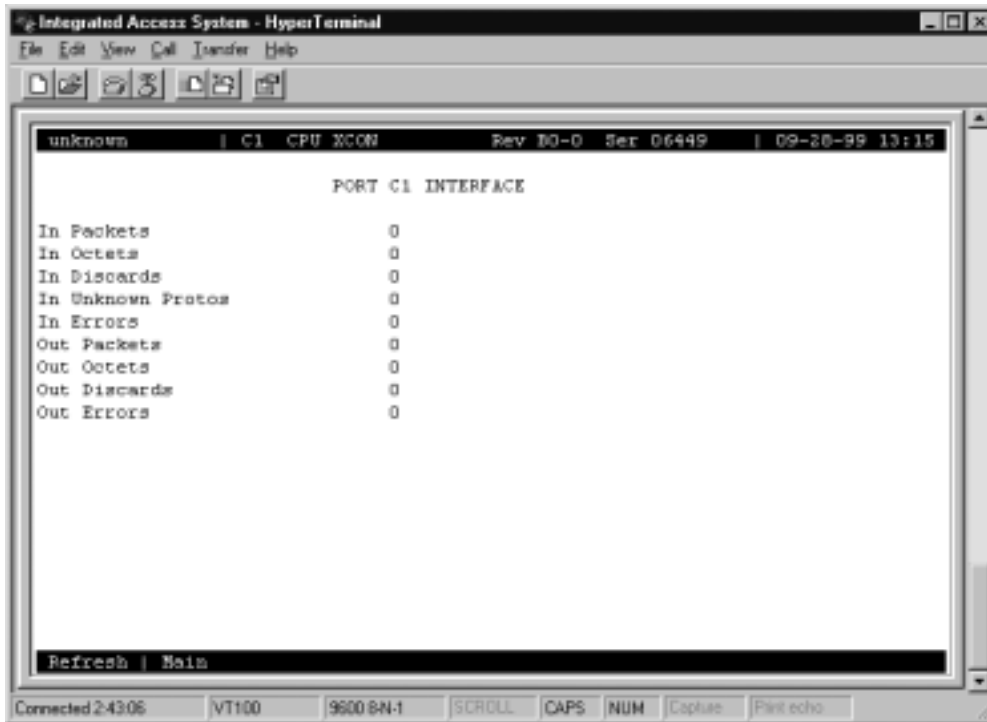 Integrated Access System - HyperTerminal
File Edit View Call Transfer Help
unknown | C1 CPU XCON Rev B0-0 Ser 06449 | 09-28-99 13:15
PORT C1 INTERFACE
In Packets 0
In Octets 0
In Discards 0
In Unknown Protos 0
In Errors 0
Out Packets 0
Out Octets 0
Out Discards 0
Out Errors 0
Refresh | Main
Connected 2:43:06 VT100 9600 8-N-1 SCROLL CAPS NUM Capture Print echo